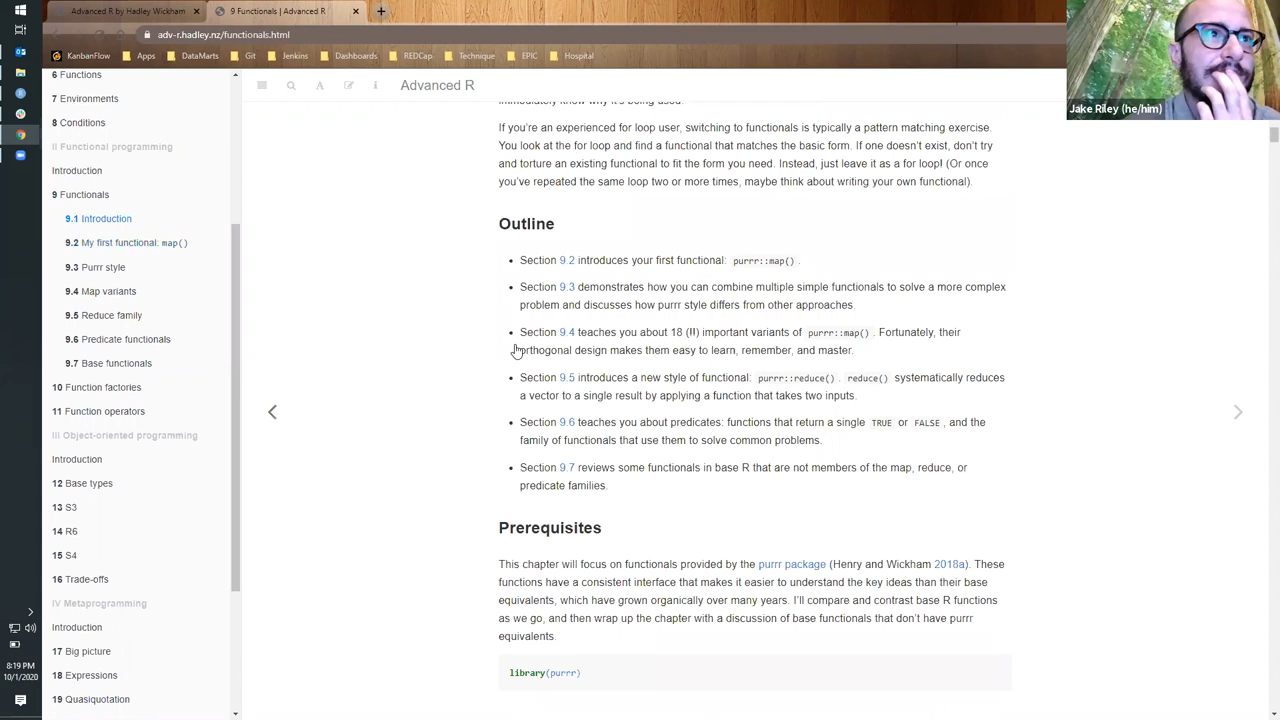 Advanced R by Hadley Wickham
9 Functionals | Advanced R
adv-r.hadley.nz/functionals.html
KanbanFlow Apps DataMarts Git Jenkins Dashboards REDCap Technique EPIC Hospital
Jake Riley (he/him)
6 Functions
7 Environments
8 Conditions
II Functional programming
Introduction
9 Functionals
9.1 Introduction
9.2 My first functional: map()
9.3 Purrr style
9.4 Map variants
9.5 Reduce family
9.6 Predicate functionals
9.7 Base functionals
10 Function factories
11 Function operators
III Object-oriented programming
Introduction
12 Base types
13 S3
14 R6
15 S4
16 Trade-offs
IV Metaprogramming
Introduction
17 Big picture
18 Expressions
19 Quasiquotation
8:19 PM
10/1/2020
Advanced R
immediately know why it's being used.
If you're an experienced for loop user, switching to functionals is typically a pattern matching exercise.
You look at the for loop and find a functional that matches the basic form. If one doesn't exist, don't try
and torture an existing functional to fit the form you need. Instead, just leave it as a for loop! (Or once
you've repeated the same loop two or more times, maybe think about writing your own functional).
Outline
Section 9.2 introduces your first functional: purrr::map() .
Section 9.3 demonstrates how you can combine multiple simple functionals to solve a more complex
problem and discusses how purrr style differs from other approaches.
Section 9.4 teaches you about 18 (!!) important variants of purrr::map() . Fortunately, their
orthogonal design makes them easy to learn, remember, and master.
Section 9.5 introduces a new style of functional: purrr::reduce() . reduce() systematically reduces
a vector to a single result by applying a function that takes two inputs.
Section 9.6 teaches you about predicates: functions that return a single TRUE or FALSE , and the
family of functionals that use them to solve common problems.
Section 9.7 reviews some functionals in base R that are not members of the map, reduce, or
predicate families.
Prerequisites
This chapter will focus on functionals provided by the purrr package (Henry and Wickham 2018a). These
functions have a consistent interface that makes it easier to understand the key ideas than their base
equivalents, which have grown organically over many years. I'll compare and contrast base R functions
as we go, and then wrap up the chapter with a discussion of base functionals that don't have purrr
equivalents.
library(purrr)